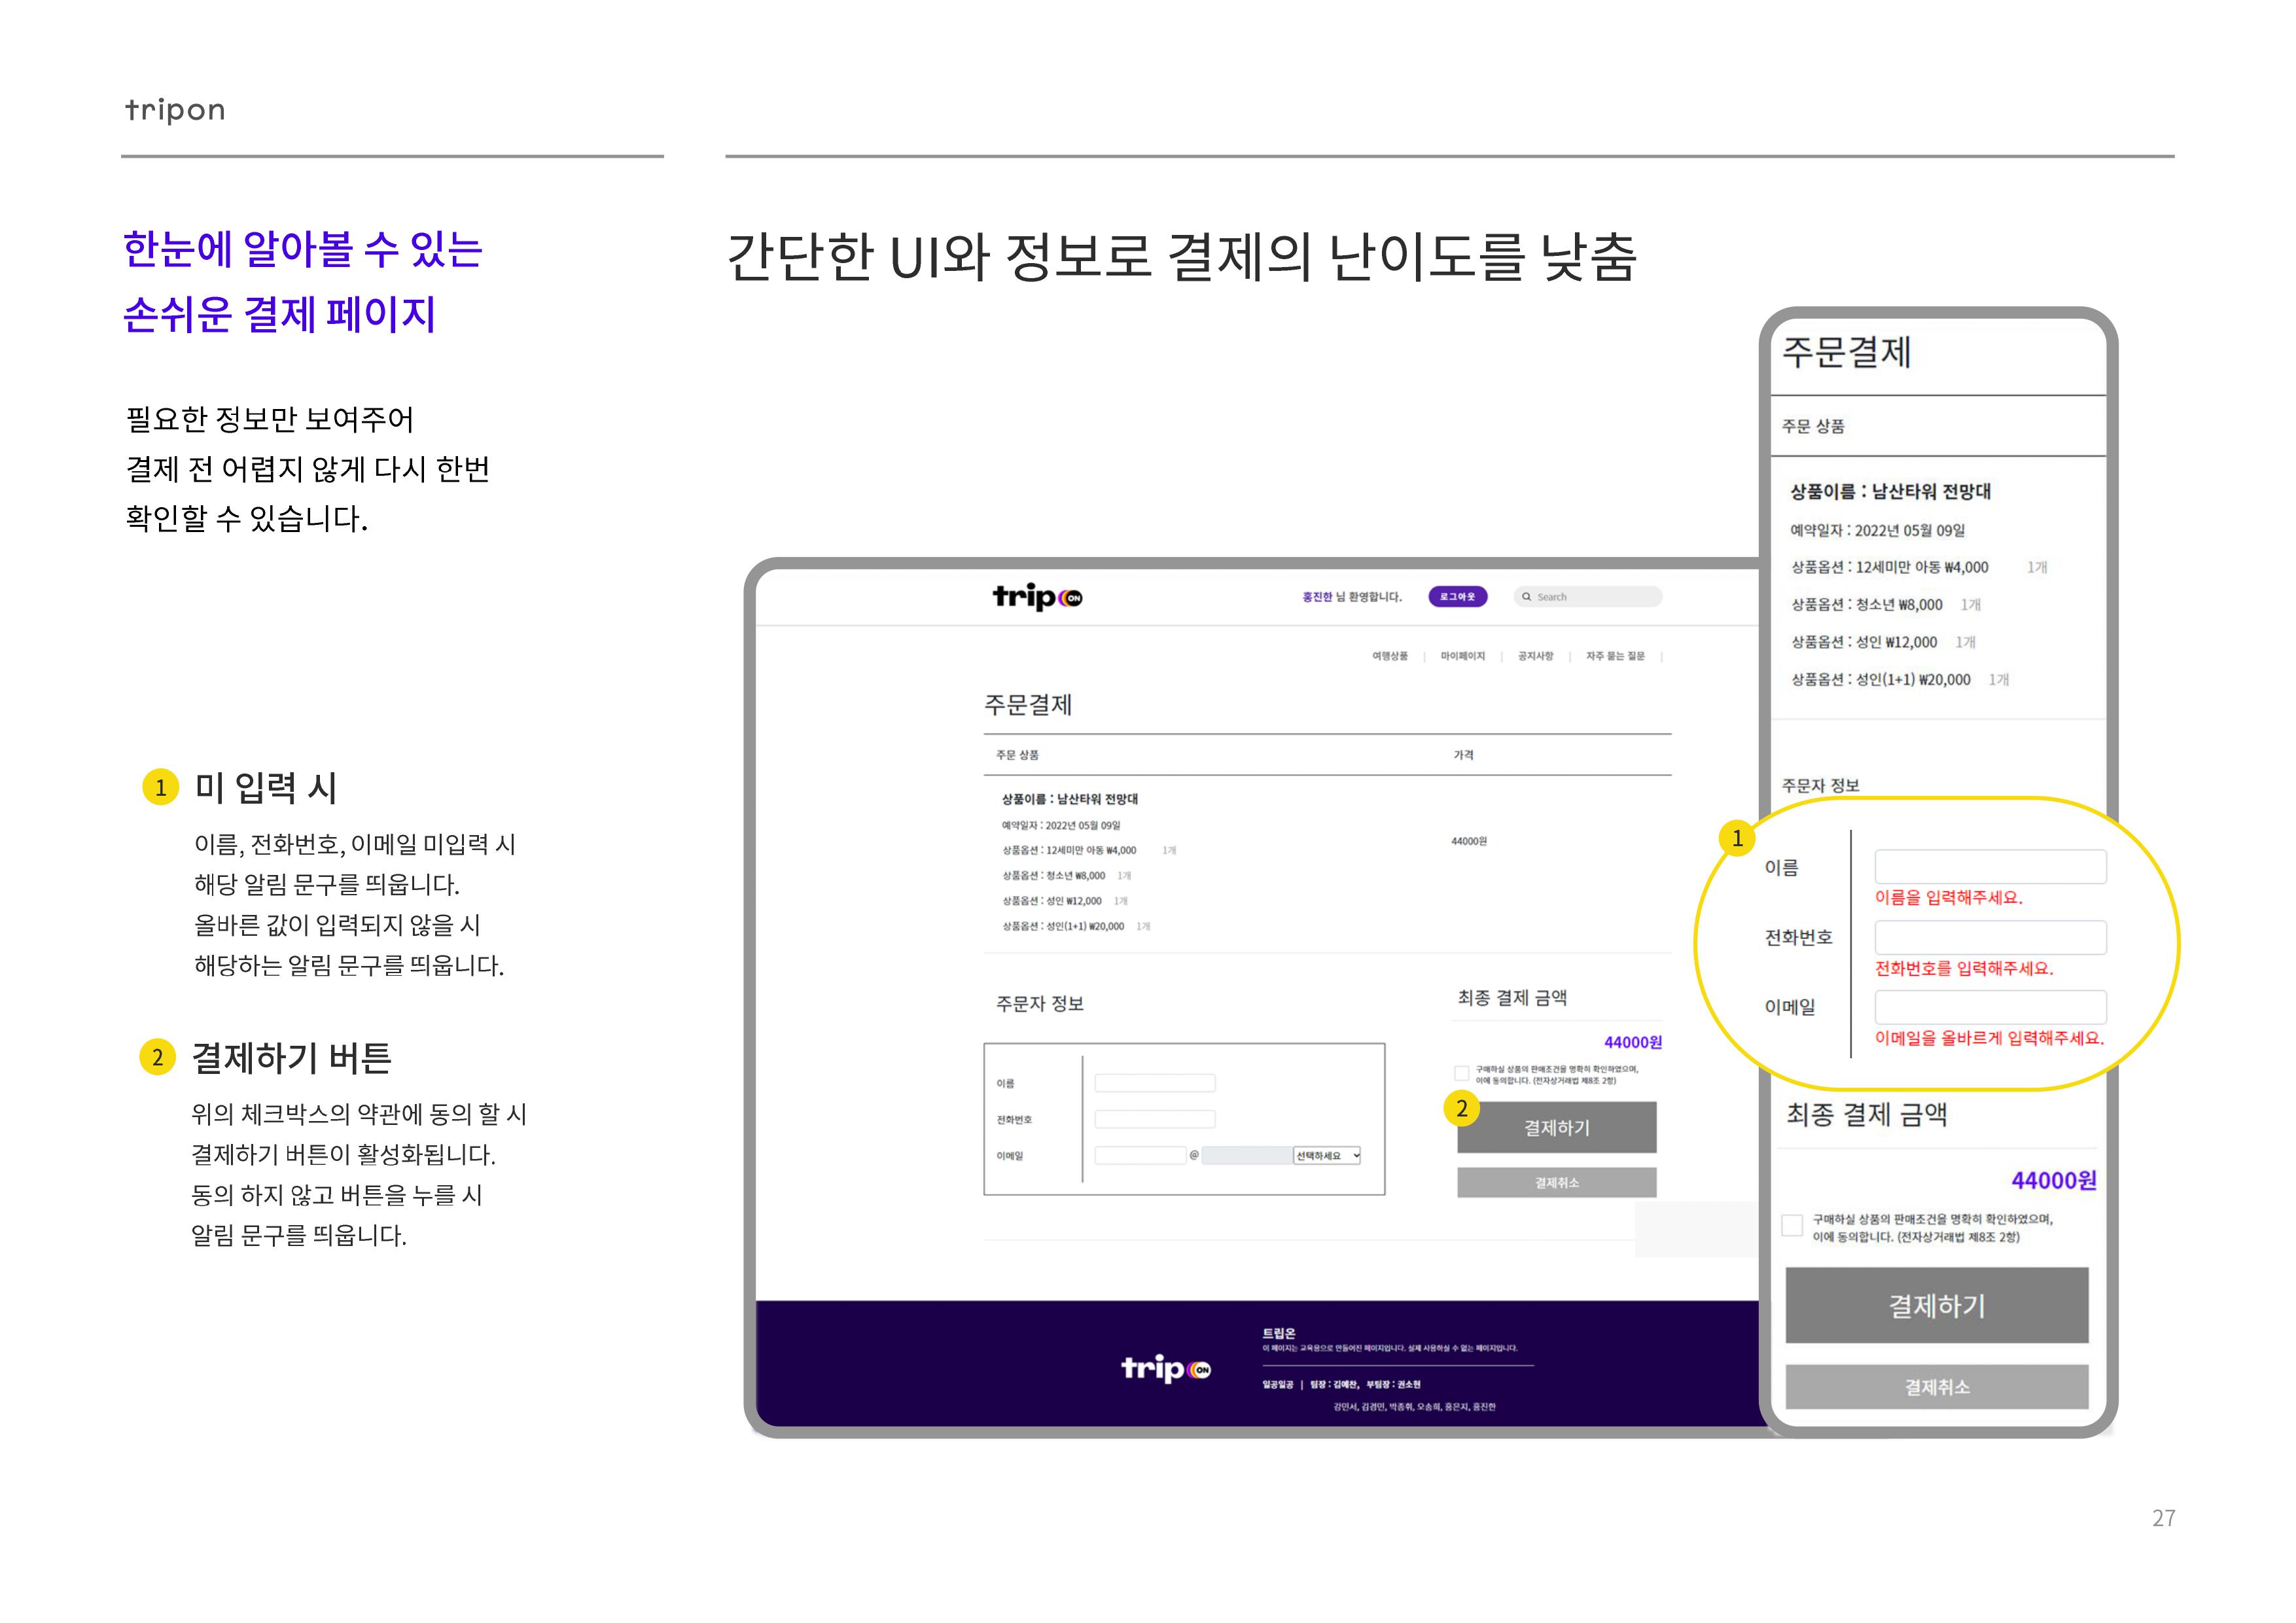 tripon
한눈에 알아볼 수 있는
손쉬운 결제 페이지
필요한 정보만 보여주어
결제 전 어렵지 않게 다시 한번
확인할 수 있습니다.
1 미 입력 시
이름, 전화번호, 이메일 미입력 시
해당 알림 문구를 띄웁니다.
올바른 값이 입력되지 않을 시
해당하는 알림 문구를 띄웁니다.
2 결제하기 버튼
위의 체크박스의 약관에 동의 할 시
결제하기 버튼이 활성화됩니다.
동의 하지 않고 버튼을 누를 시
알림 문구를 띄웁니다.
간단한 UI와 정보로 결제의 난이도를 낮춤
trip ON
홍진한 님 환영합니다. 로그아웃 Search
여행상품 | 마이페이지 | 공지사항 | 자주 묻는 질문 |
주문결제
주문 상품 가격
상품이름 : 남산타워 전망대
예약일자 : 2022년 05월 09일
상품옵션 : 12세미만 아동 ₩4,000 1개
44000원
상품옵션 : 청소년 ₩8,000 1개
상품옵션 : 성인 ₩12,000 1개
상품옵션 : 성인(1+1) ₩20,000 1개
주문자 정보
이름
전화번호
이메일 @ 선택하세요
최종 결제 금액
44000원
구매하실 상품의 판매조건을 명확히 확인하였으며,
이에 동의합니다. (전자상거래법 제8조 2항)
2
결제하기
결제취소
trip ON
트립온
이 페이지는 교육용으로 만들어진 페이지입니다. 실제 사용하실 수 없는 페이지입니다.
일공일공 | 팀장 : 김예찬, 부팀장 : 권소현
강민서, 김경민, 박종휘, 오송희, 홍은지, 홍진한
주문결제
주문 상품
상품이름 : 남산타워 전망대
예약일자 : 2022년 05월 09일
상품옵션 : 12세미만 아동 ₩4,000 1개
상품옵션 : 청소년 ₩8,000 1개
상품옵션 : 성인 ₩12,000 1개
상품옵션 : 성인(1+1) ₩20,000 1개
주문자 정보
1
이름
이름을 입력해주세요.
전화번호
전화번호를 입력해주세요.
이메일
이메일을 올바르게 입력해주세요.
최종 결제 금액
44000원
구매하실 상품의 판매조건을 명확히 확인하였으며,
이에 동의합니다. (전자상거래법 제8조 2항)
결제하기
결제취소
27